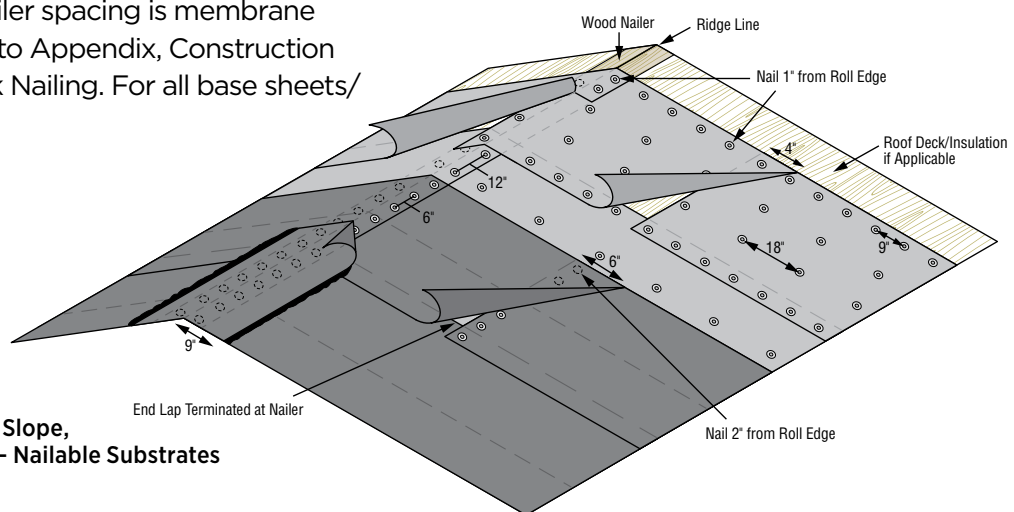 iler spacing is membrane
to Appendix, Construction
k Nailing. For all base sheets/
Wood Nailer
Ridge Line
Nail 1" from Roll Edge
Roof Deck/Insulation
if Applicable
4"
12"
6"
18"
9"
6"
9"
End Lap Terminated at Nailer
Nail 2" from Roll Edge
Slope,
– Nailable Substrates